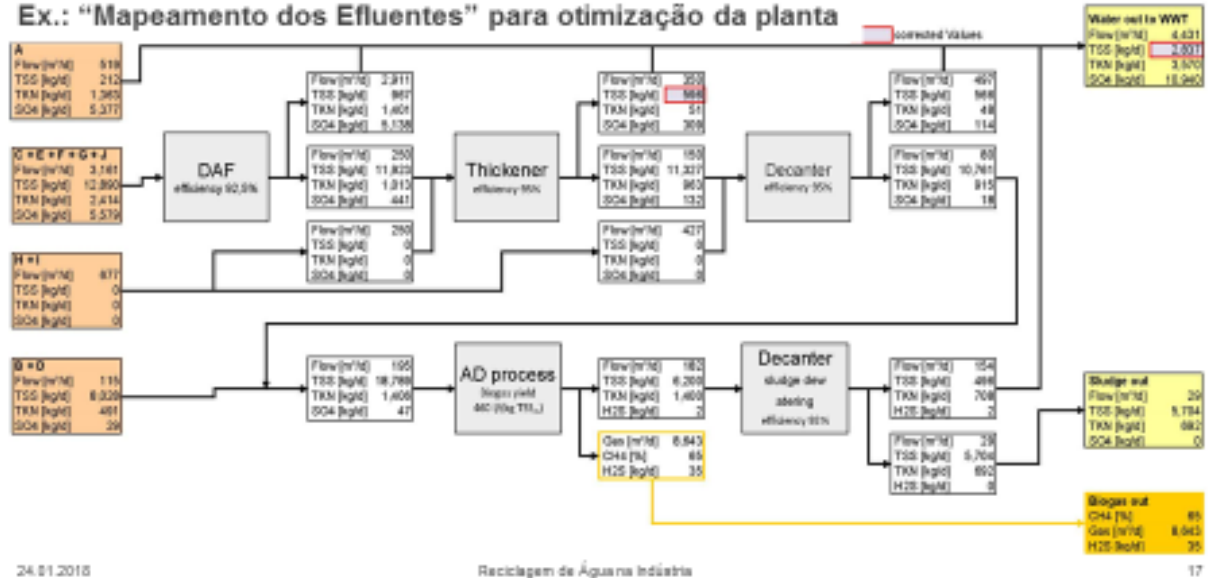 Ex.: “Mapeamento dos Efluentes” para otimização da planta
corrected Values
Water out to WWT
Flow [m³/d] 4,431
TSS [kg/d]
TKN [kg/d] 3,570
SO4 [kg/d] 10,940
A
Flow [m³/d] 519
TSS [kg/d] 212
TKN [kg/d] 1,363
SO4 [kg/d] 5,377
Flow [m³/d] 2,911
TSS [kg/d] 967
TKN [kg/d] 1,401
SO4 [kg/d] 5,138
Flow [m³/d] 350
TSS [kg/d]
TKN [kg/d] 51
SO4 [kg/d] 309
Flow [m³/d] 497
TSS [kg/d] 566
TKN [kg/d] 48
SO4 [kg/d] 114
C + E + F + G + J
Flow [m³/d] 3,161
TSS [kg/d] 12,890
TKN [kg/d] 2,414
SO4 [kg/d] 5,579
DAF
efficiency 92,5%
Flow [m³/d] 250
TSS [kg/d] 11,923
TKN [kg/d] 1,013
SO4 [kg/d] 441
Thickener
efficiency 95%
Flow [m³/d] 150
TSS [kg/d] 11,327
TKN [kg/d] 963
SO4 [kg/d] 132
Decanter
efficiency 95%
Flow [m³/d] 80
TSS [kg/d] 10,761
TKN [kg/d] 915
SO4 [kg/d] 18
Flow [m³/d] 250
TSS [kg/d] 0
TKN [kg/d] 0
SO4 [kg/d] 0
Flow [m³/d] 427
TSS [kg/d] 0
TKN [kg/d] 0
SO4 [kg/d] 0
H + I
Flow [m³/d] 677
TSS [kg/d] 0
TKN [kg/d] 0
SO4 [kg/d] 0
B + D
Flow [m³/d] 115
TSS [kg/d]
TKN [kg/d] 491
SO4 [kg/d] 29
Flow [m³/d] 195
TSS [kg/d]
TKN [kg/d] 1,406
SO4 [kg/d] 47
AD process
biogas yield
Flow [m³/d] 182
TSS [kg/d] 6,200
TKN [kg/d] 1,400
H2S [kg/d] 2
Decanter
sludge dew
atering
efficiency
Flow [m³/d] 154
TSS [kg/d] 496
TKN [kg/d] 708
H2S [kg/d] 2
Sludge out
Flow [m³/d] 29
TSS [kg/d] 5,704
TKN [kg/d] 692
SO4 [kg/d] 0
Gas [m³/d] 8,643
CH4 [%] 65
H2S [kg/d] 35
Flow [m³/d] 29
TSS [kg/d] 5,704
TKN [kg/d] 692
H2S [kg/d] 0
Biogas out
CH4 [%] 65
Gas [m³/d] 8,643
H2S [kg/d] 35
24.01.2018
Reciclagem de Água na Indústria
17